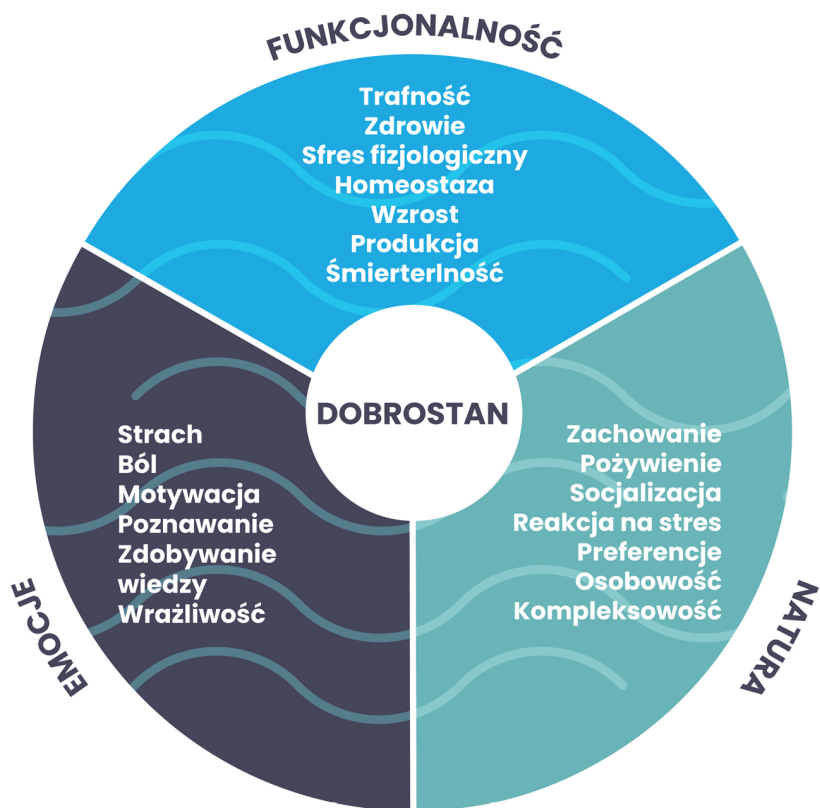 FUNKCJONALNOŚĆ
Trafność
Zdrowie
Sfres fizjologiczny
Homeostaza
Wzrost
Produkcja
ŚmierterIność
DOBROSTAN
Strach
Ból
Motywacja
Poznawanie
Zdobywanie
wiedzy
Wrażliwość
EMOCJE
Zachowanie
Pożywienie
Socjalizacja
Reakcja na stres
Preferencje
Osobowość
Kompleksowość
NATURA